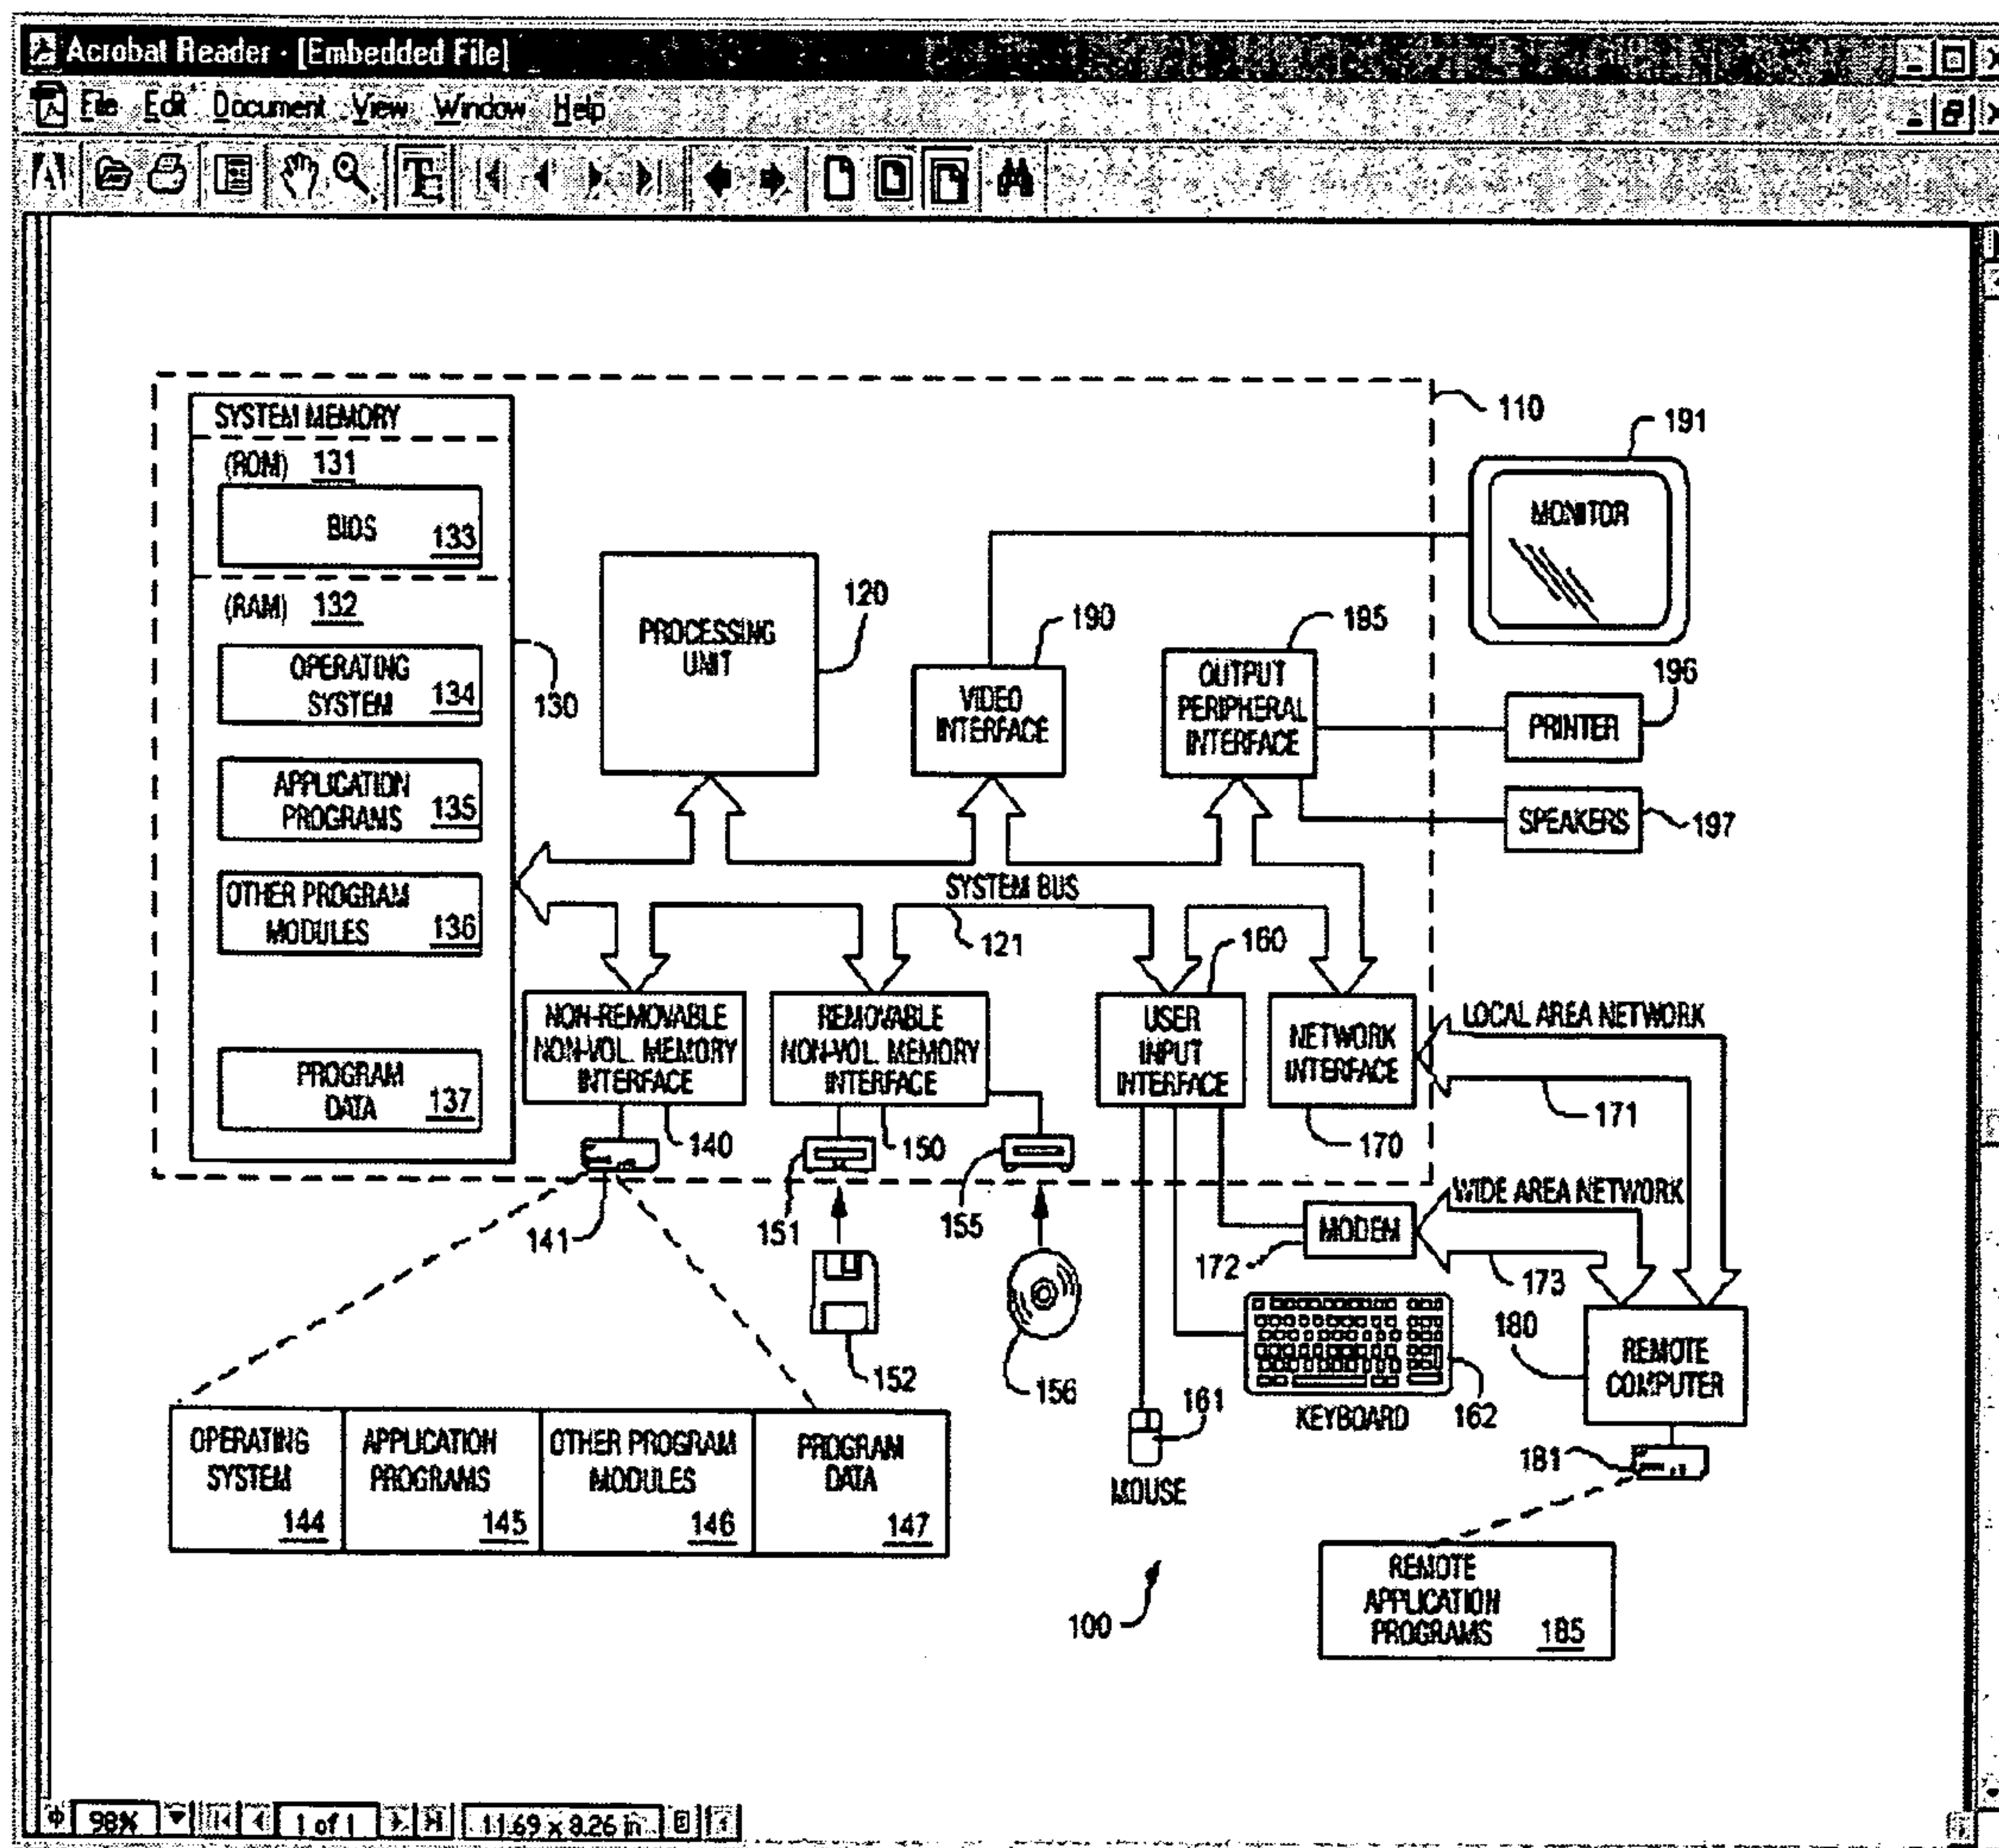 Acrobat Reader - [Embedded File]
File Edit Document View Window Help
110
191
SYSTEM MEMORY
(ROM) 131
BIOS 133
MONITOR
(RAM) 132
120
190
195
PROCESSING
UNIT
OPERATING
SYSTEM 134
130
VIDEO
INTERFACE
OUTPUT
PERIPHERAL
INTERFACE
196
PRINTER
APPLICATION
PROGRAMS 135
SPEAKERS
197
OTHER PROGRAM
MODULES 136
SYSTEM BUS
121
160
NON-REMOVABLE
NON-VOL. MEMORY
INTERFACE
REMOVABLE
NON-VOL. MEMORY
INTERFACE
USER
INPUT
INTERFACE
NETWORK
INTERFACE
LOCAL AREA NETWORK
PROGRAM
DATA 137
140
150
170
171
141
151
155
WIDE AREA NETWORK
MODEM
172
173
180
REMOTE
COMPUTER
152
156
161
KEYBOARD
162
OPERATING
SYSTEM
144
APPLICATION
PROGRAMS
145
OTHER PROGRAM
MODULES
146
PROGRAM
DATA
147
MOUSE
181
100
REMOTE
APPLICATION
PROGRAMS 185
98% 1 of 1 11.69 x 8.26 in